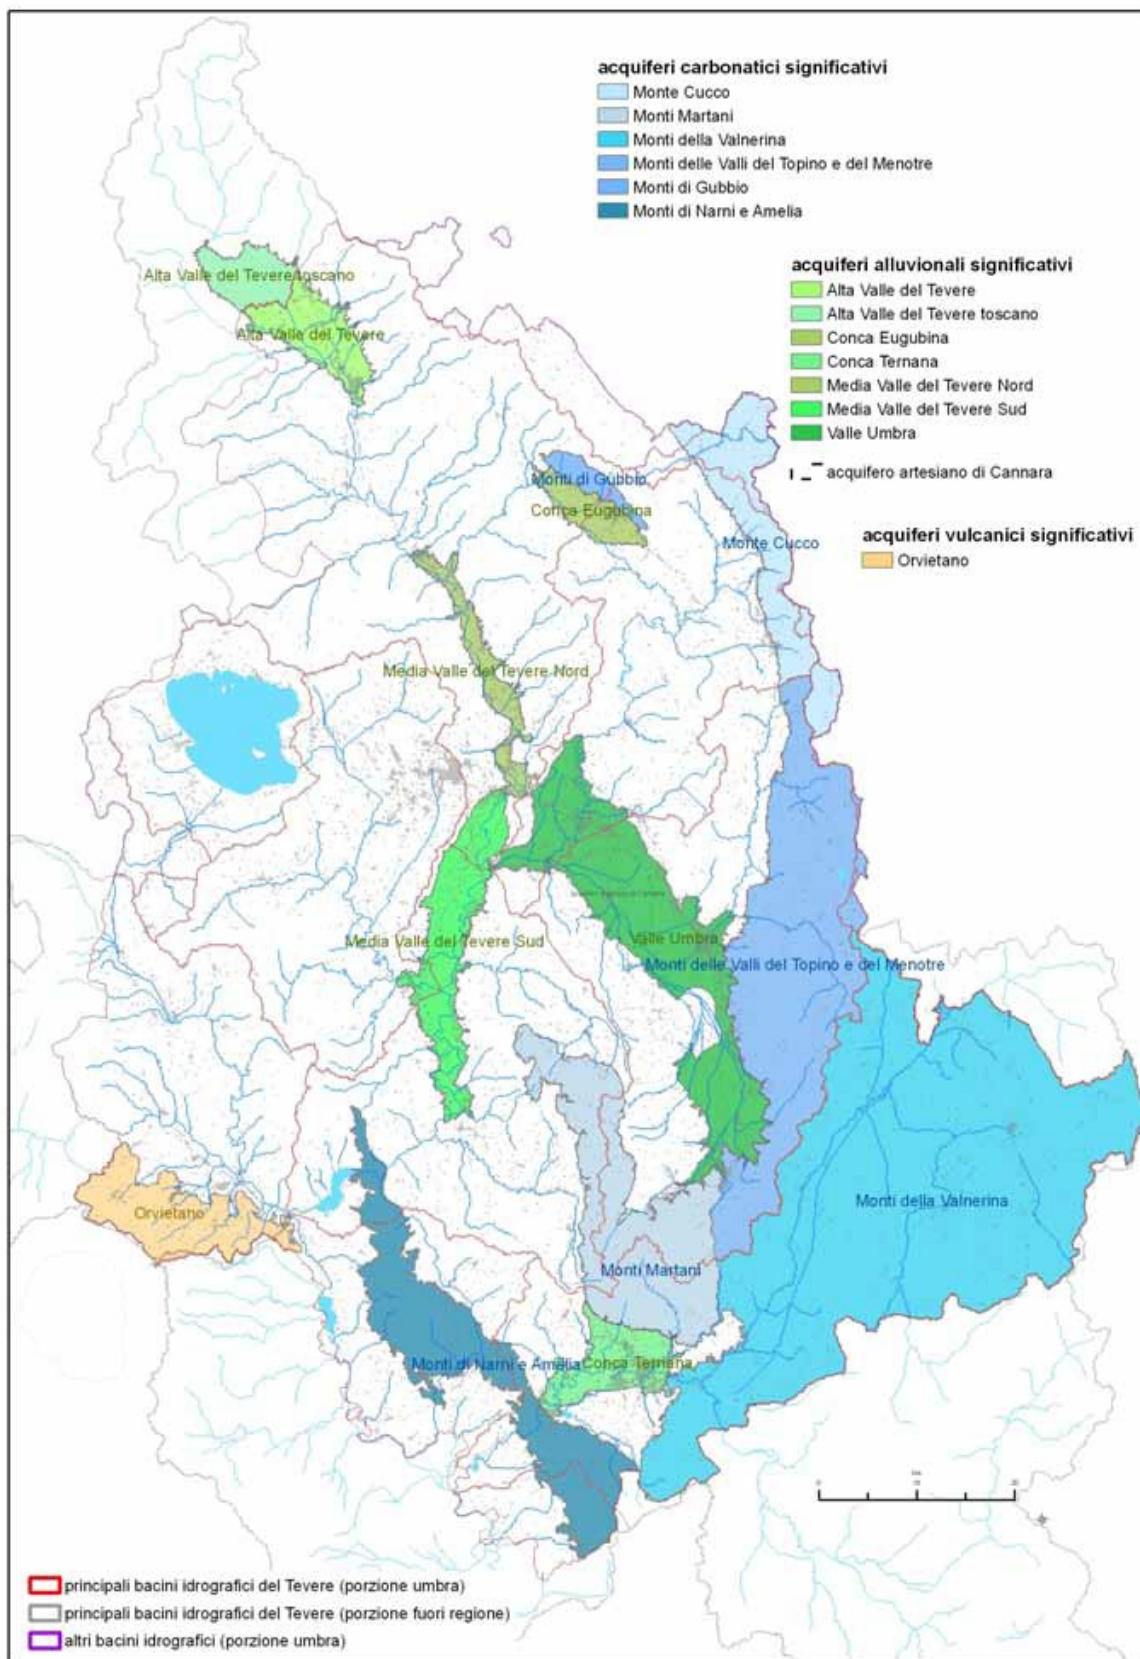 acquiferi carbonatici significativi
Monte Cucco
Monti Martani
Monti della Valnerina
Monti delle Valli del Topino e del Menotre
Monti di Gubbio
Monti di Narni e Amelia
acquiferi alluvionali significativi
Alta Valle del Tevere
Alta Valle del Tevere toscano
Conca Eugubina
Conca Ternana
Media Valle del Tevere Nord
Media Valle del Tevere Sud
Valle Umbra
acquifero artesiano di Cannara
acquiferi vulcanici significativi
Orvietano
Alta Valle del Tevere toscano
Alta Valle del Tevere
Monti di Gubbio
Conca Eugubina
Monte Cucco
Media Valle del Tevere Nord
Media Valle del Tevere Sud
Valle Umbra
Monti delle Valli del Topino e del Menotre
Monti della Valnerina
Orvietano
Monti Martani
Monti di Narni e Amelia
Conca Ternana
principali bacini idrografici del Tevere (porzione umbra)
principali bacini idrografici del Tevere (porzione fuori regione)
altri bacini idrografici (porzione umbra)